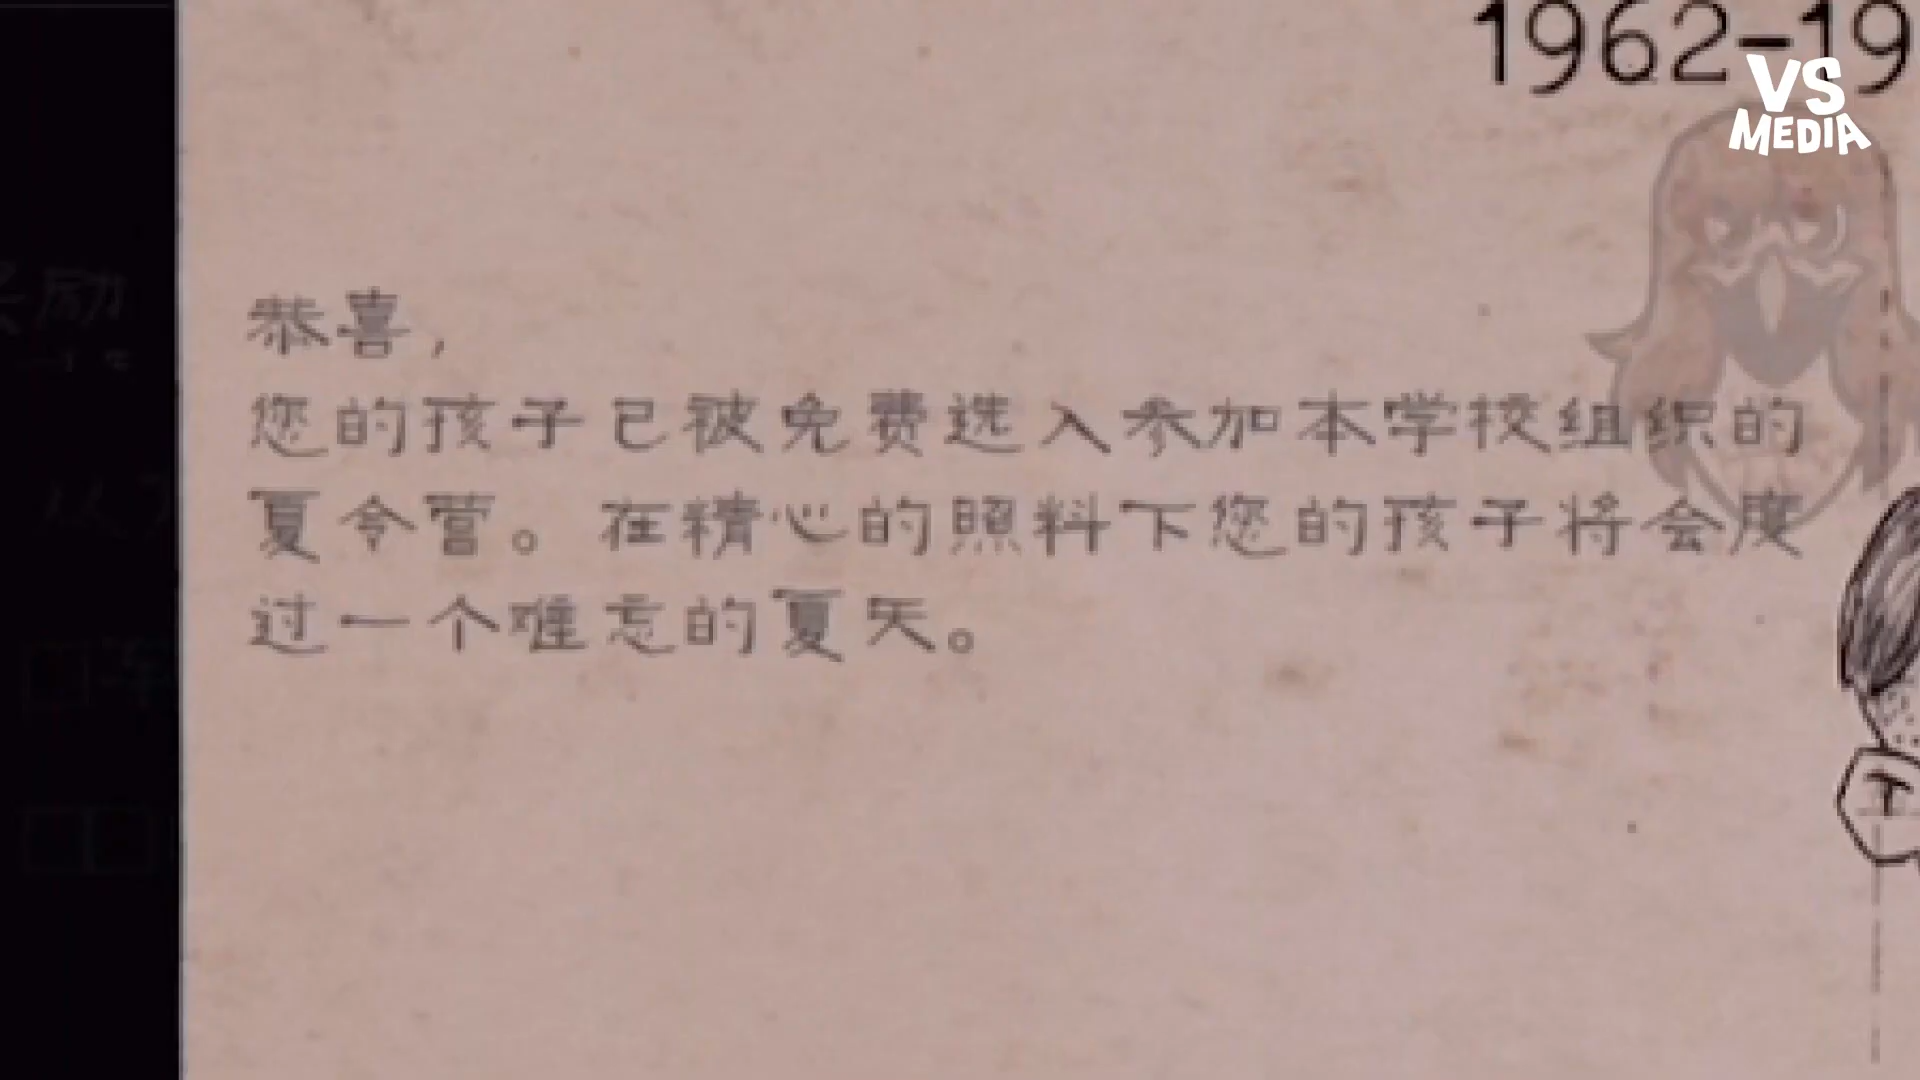 1962-19
VS
MEDIA
恭喜,
您的孩子已被免费选入参加本学校组织的
夏令营。在精心的照料下您的孩子将会度
过一个难忘的夏天。
励